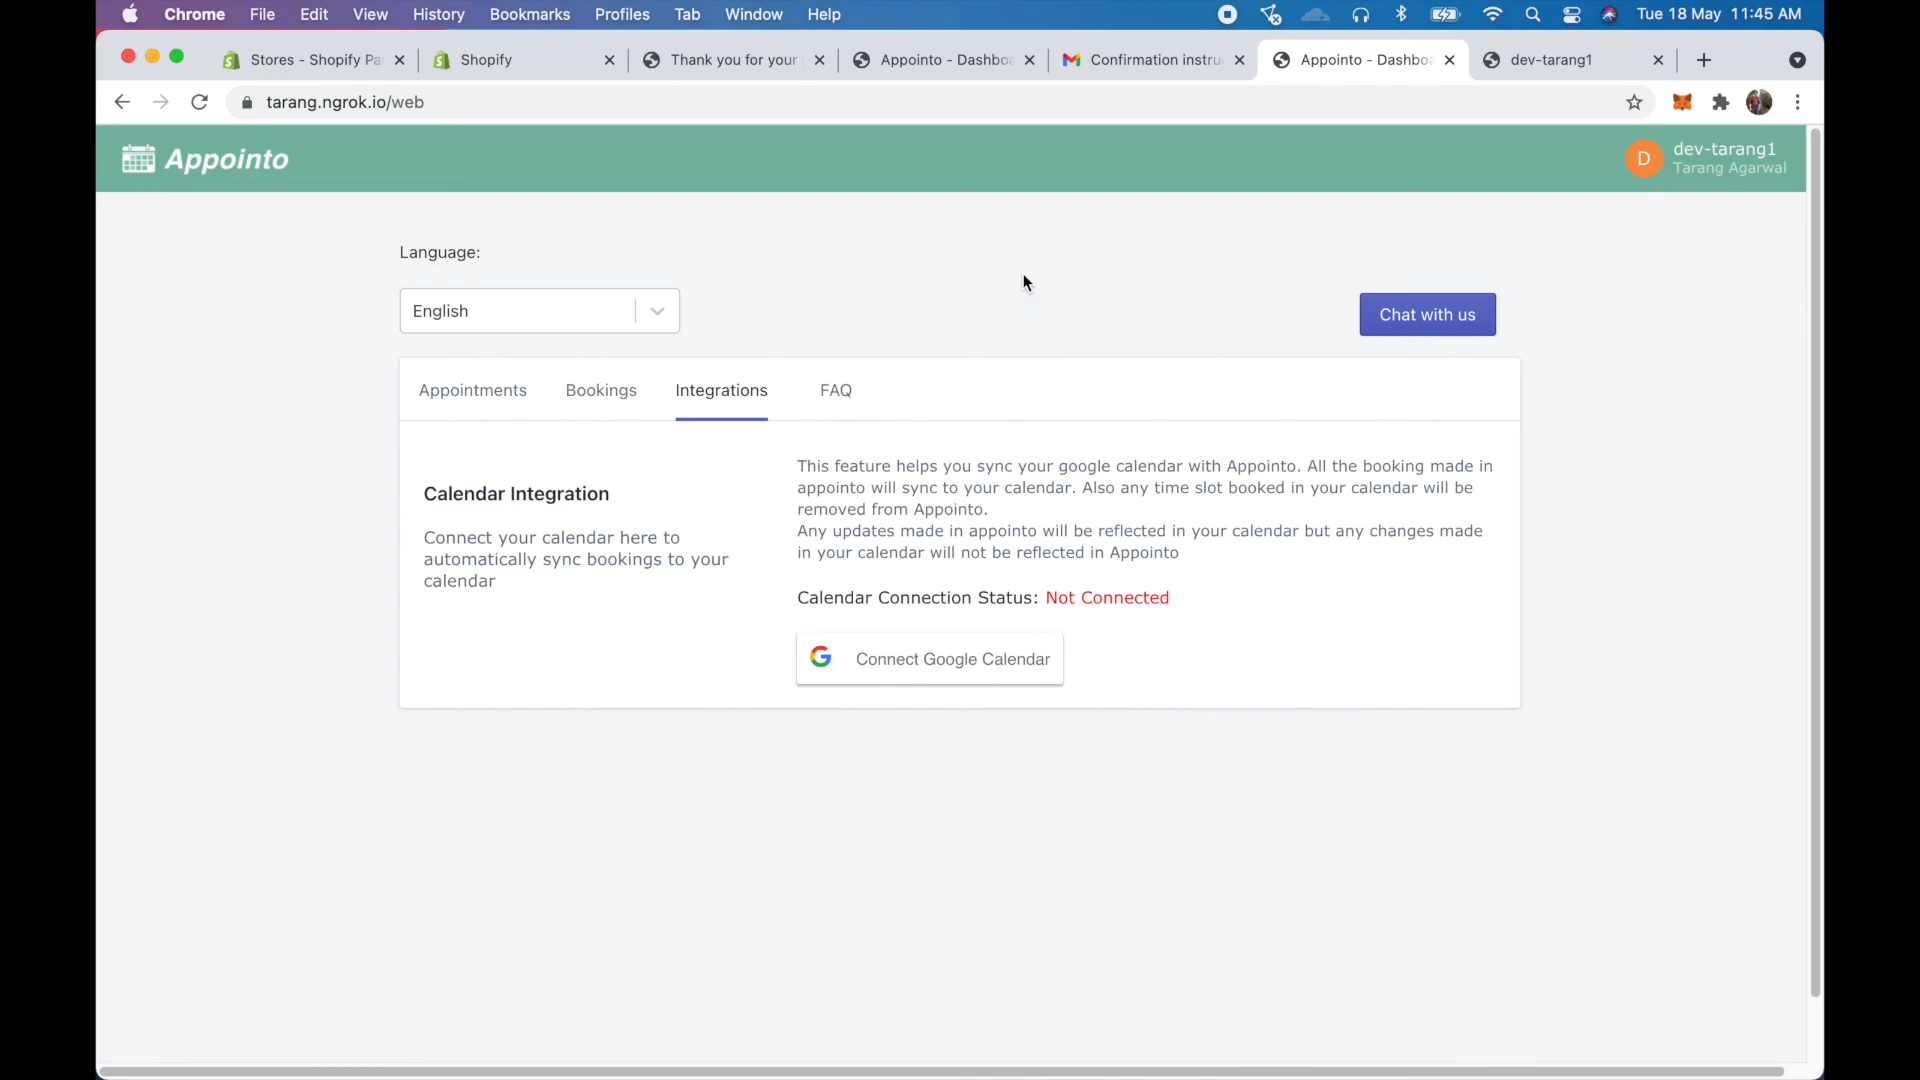 Chrome File Edit View History Bookmarks Profiles Tab Window Help Tue 18 May 11:45 AM
Stores - Shopify Pa Shopify Thank you for your Appointo - Dashboa Confirmation instru Appointo - Dashboa dev-tarang1
tarang.ngrok.io/web
Appointo
D
dev-tarang1
Tarang Agarwal
Language:
English
Chat with us
Appointments Bookings Integrations FAQ
Calendar Integration
Connect your calendar here to
automatically sync bookings to your
calendar
This feature helps you sync your google calendar with Appointo. All the booking made in
appointo will sync to your calendar. Also any time slot booked in your calendar will be
removed from Appointo.
Any updates made in appointo will be reflected in your calendar but any changes made
in your calendar will not be reflected in Appointo
Calendar Connection Status: Not Connected
Connect Google Calendar